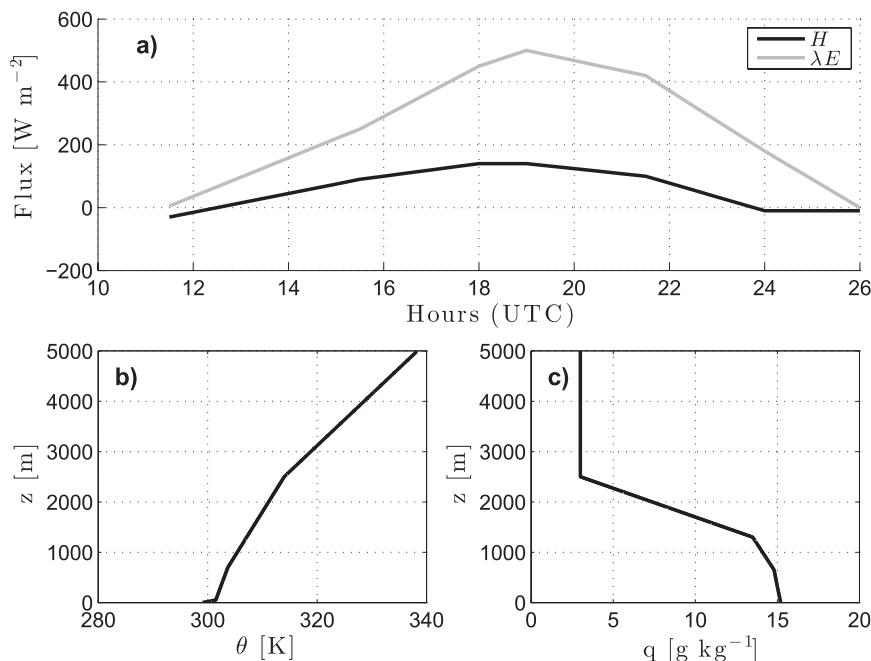 a)
H
λE
Flux [W m⁻²]
600
400
200
0
−200
10 12 14 16 18 20 22 24 26
Hours (UTC)
b)
z [m]
5000
4000
3000
2000
1000
0
280 300 320 340
θ [K]
c)
z [m]
5000
4000
3000
2000
1000
0
0 5 10 15 20
q [g kg⁻¹]